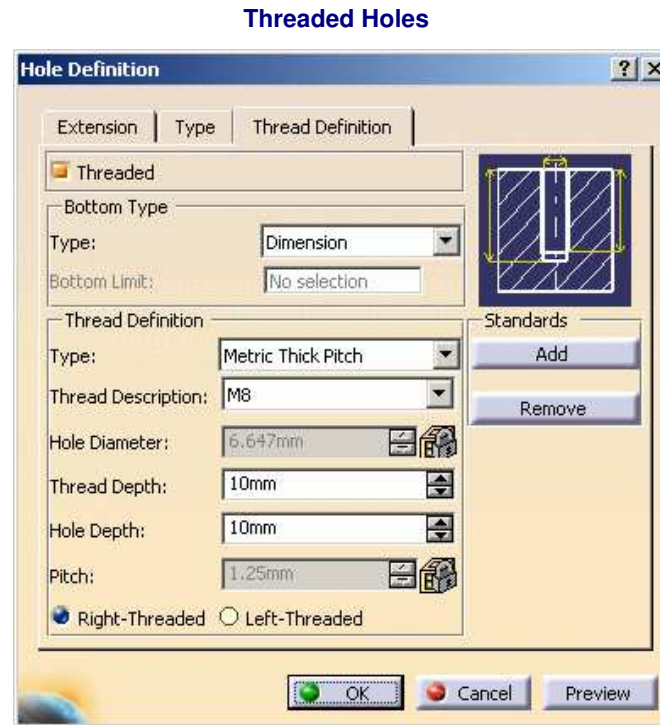 Threaded Holes
Hole Definition ? X
Extension Type Thread Definition
Threaded
Bottom Type
Type: Dimension
Bottom Limit: No selection
Thread Definition
Type: Metric Thick Pitch
Thread Description: M8
Hole Diameter: 6.647mm
Thread Depth: 10mm
Hole Depth: 10mm
Pitch: 1.25mm
Right-Threaded Left-Threaded
Standards
Add
Remove
OK Cancel Preview